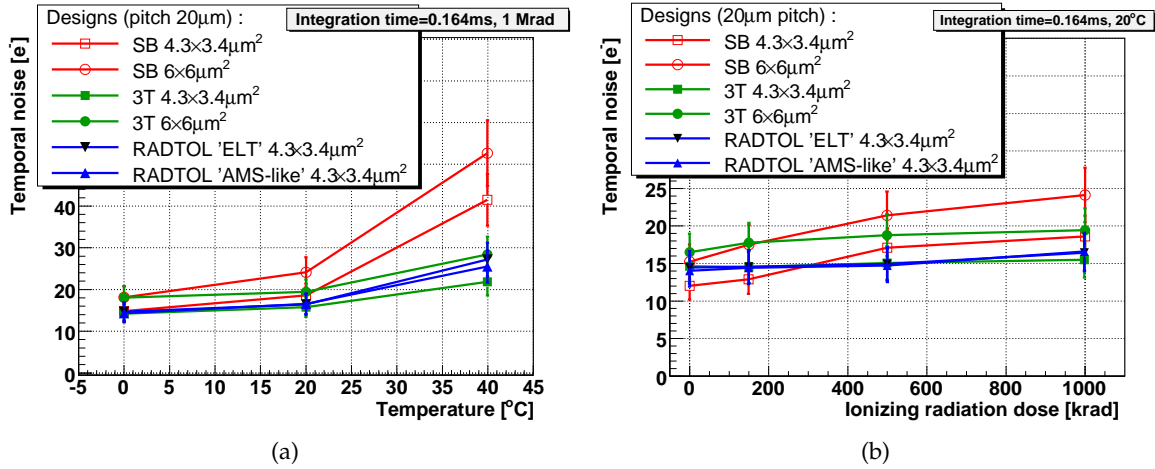 Designs (pitch 20μm) :
Integration time=0.164ms, 1 Mrad
SB 4.3×3.4μm²
SB 6×6μm²
3T 4.3×3.4μm²
3T 6×6μm²
RADTOL 'ELT' 4.3×3.4μm²
RADTOL 'AMS-like' 4.3×3.4μm²
Temporal noise [e⁻]
40
30
20
10
0
-5 0 5 10 15 20 25 30 35 40 45
Temperature [°C]
(a)
Designs (20μm pitch) :
Integration time=0.164ms, 20°C
SB 4.3×3.4μm²
SB 6×6μm²
3T 4.3×3.4μm²
3T 6×6μm²
RADTOL 'ELT' 4.3×3.4μm²
RADTOL 'AMS-like' 4.3×3.4μm²
Temporal noise [e⁻]
25
20
15
10
5
0
0 200 400 600 800 1000
Ionizing radiation dose [krad]
(b)